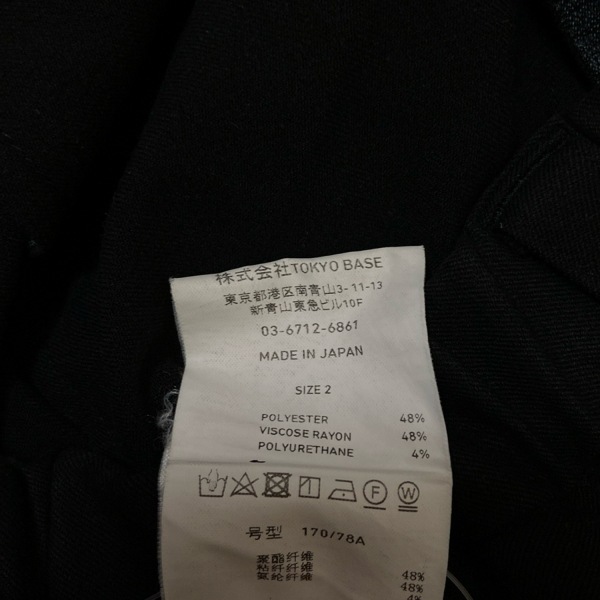 株式会社TOKYO BASE
東京都港区南青山3-11-13
新青山東急ビル10F
03-6712-6861
MADE IN JAPAN
SIZE 2
POLYESTER 48%
VISCOSE RAYON 48%
POLYURETHANE 4%
F W
号型 170/78A
聚酯纤维 48%
粘纤纤维 48%
氨纶纤维 4%